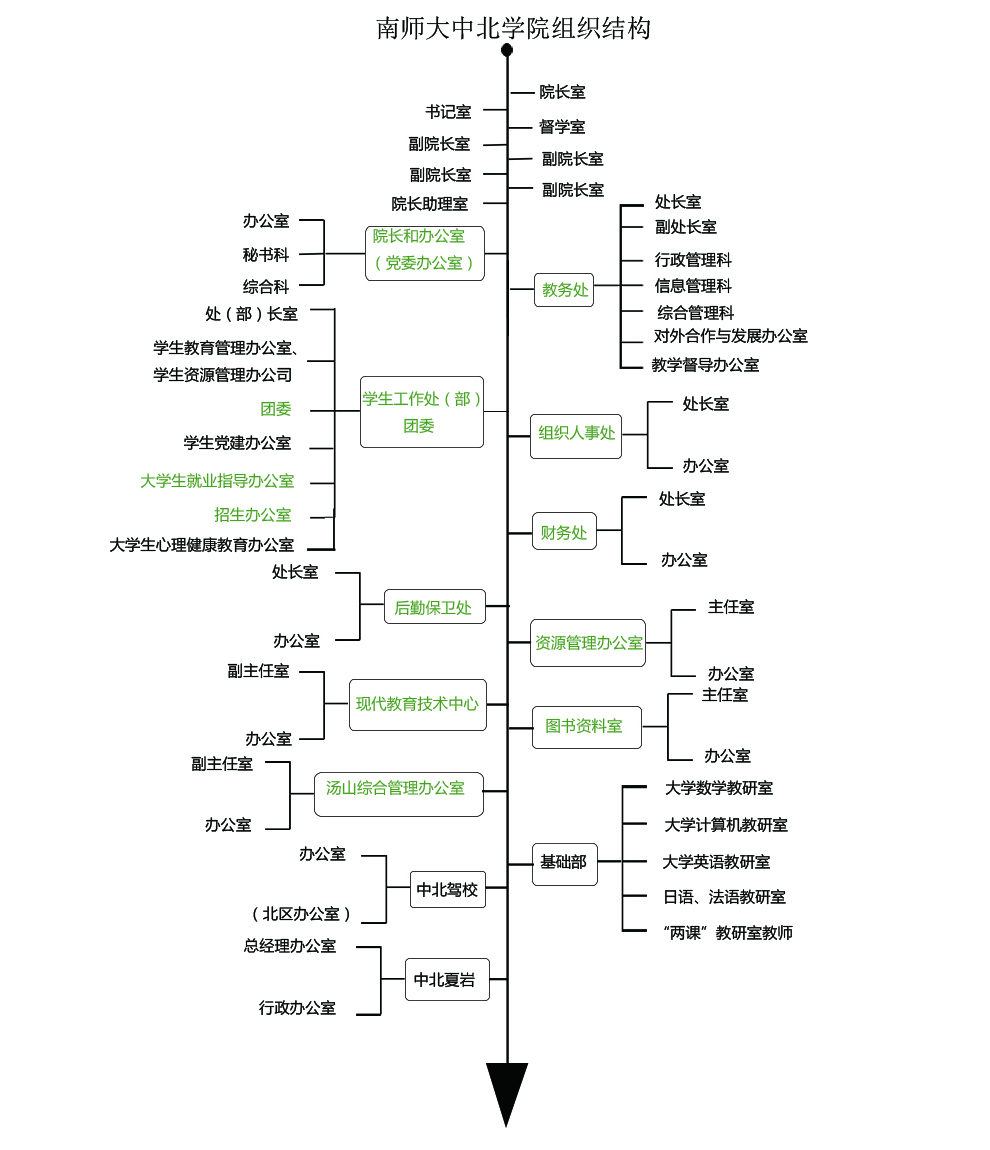 南师大中北学院组织结构
院长室
书记室
督学室
副院长室
副院长室
副院长室
副院长室
院长助理室
办公室
秘书科
综合科
院长和办公室
（党委办公室）
处长室
副处长室
行政管理科
信息管理科
综合管理科
对外合作与发展办公室
教学督导办公室
教务处
处（部）长室
学生教育管理办公室、
学生资源管理办公司
团委
学生党建办公室
大学生就业指导办公室
招生办公室
大学生心理健康教育办公室
学生工作处（部）
团委
组织人事处
处长室
办公室
财务处
处长室
办公室
处长室
办公室
后勤保卫处
资源管理办公室
主任室
办公室
副主任室
办公室
现代教育技术中心
图书资料室
主任室
办公室
副主任室
办公室
汤山综合管理办公室
基础部
大学数学教研室
大学计算机教研室
大学英语教研室
日语、法语教研室
“两课”教研室教师
办公室
（北区办公室）
中北驾校
总经理办公室
行政办公室
中北夏岩